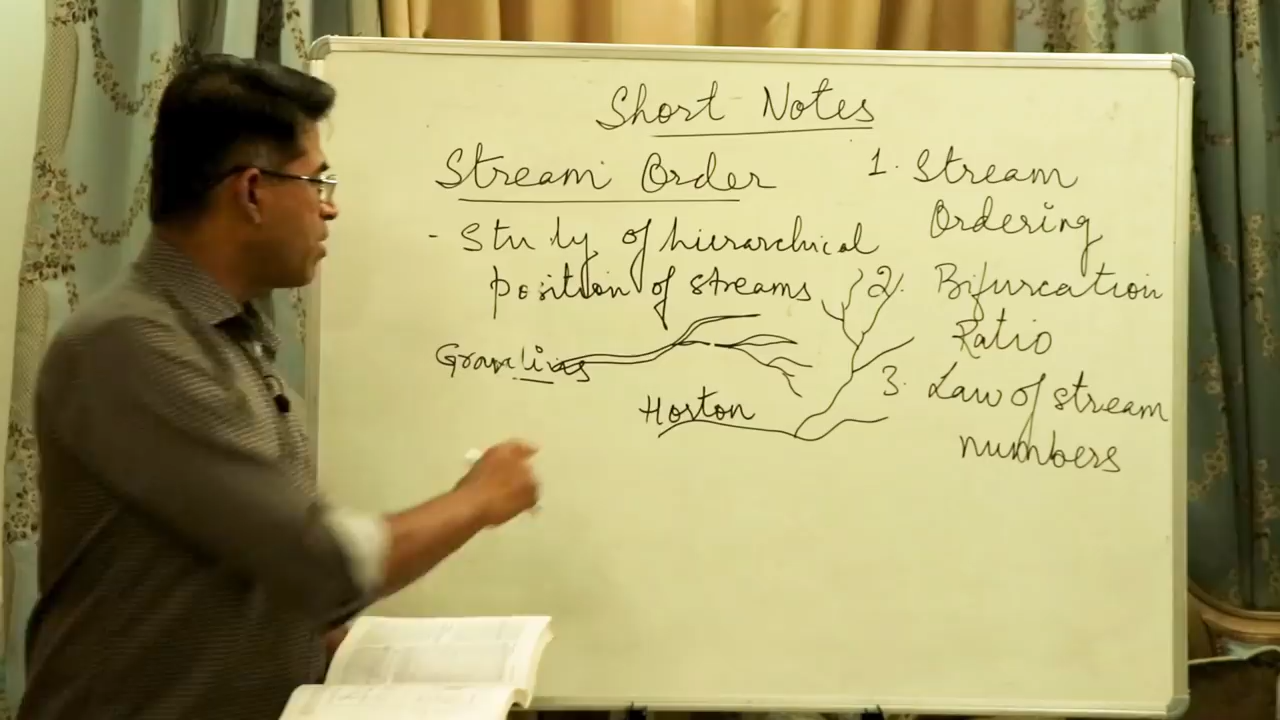 Short Notes
Stream Order
- Study of hierarchical
position of streams
Gravelius
Horton
1. Stream
Ordering
2. Bifurcation
Ratio
3. Law of stream
numbers